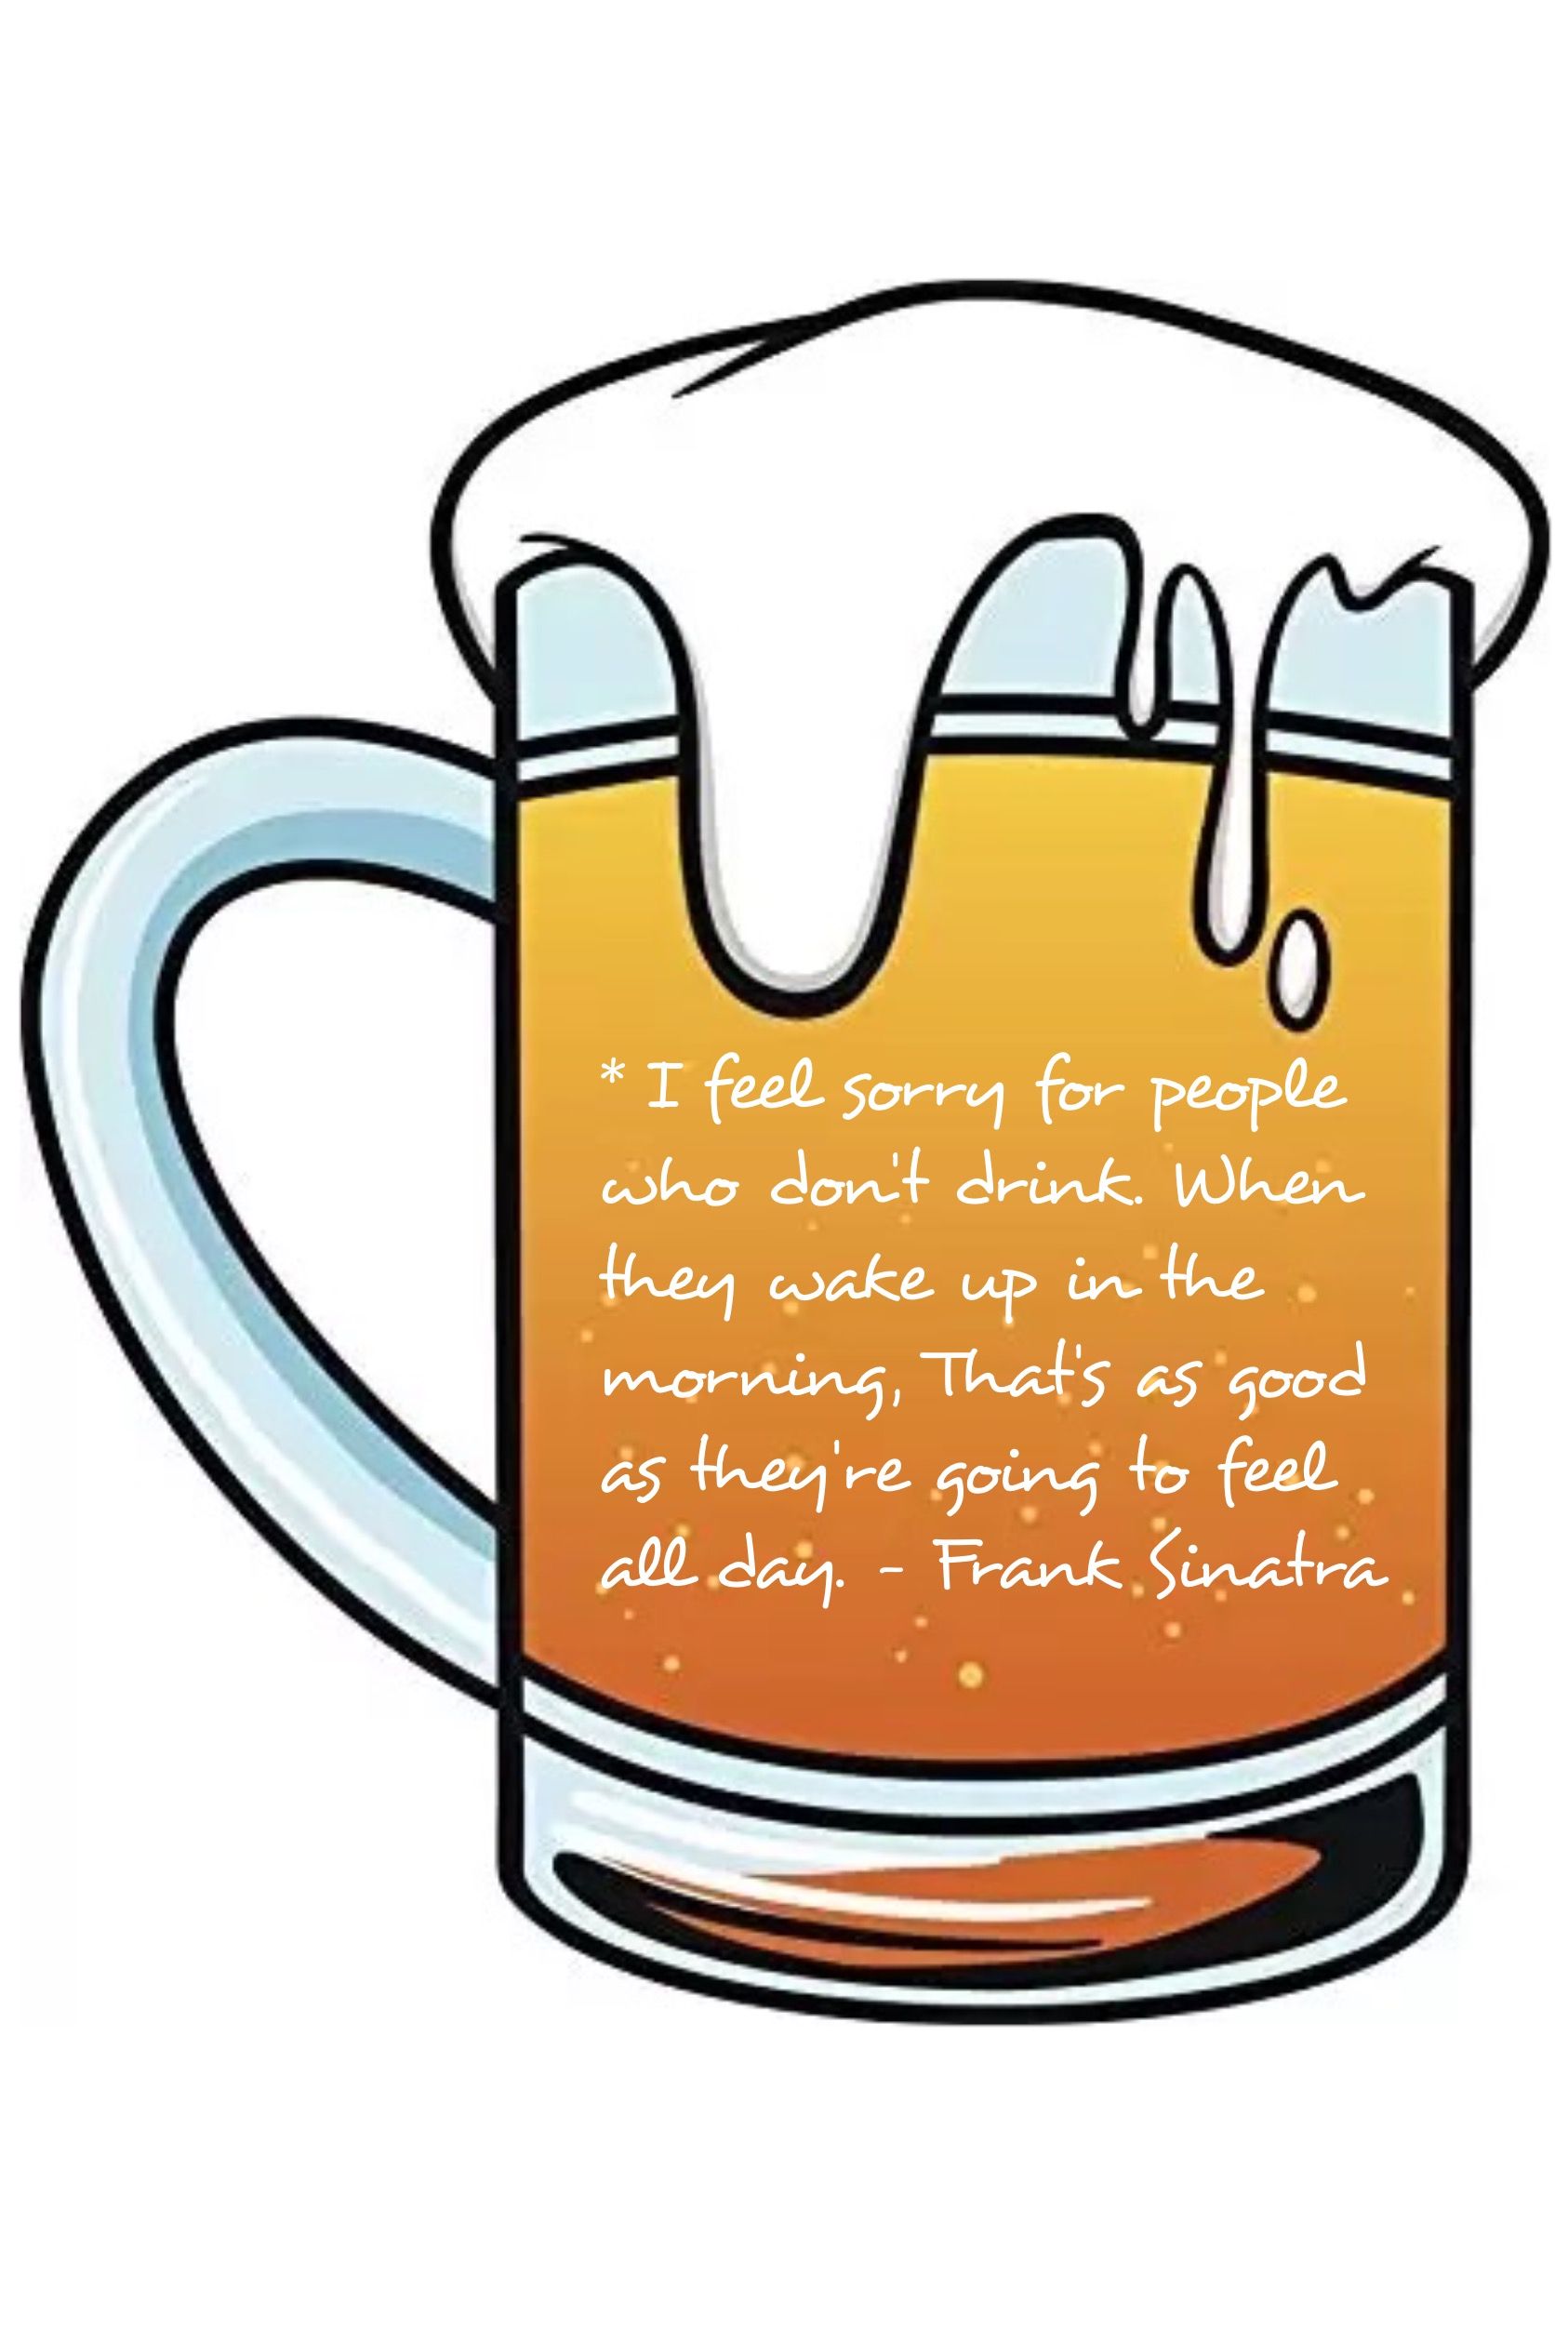 * I feel sorry for people
who don't drink. When
they wake up in the
morning, That's as good
as they're going to feel
all day. - Frank Sinatra